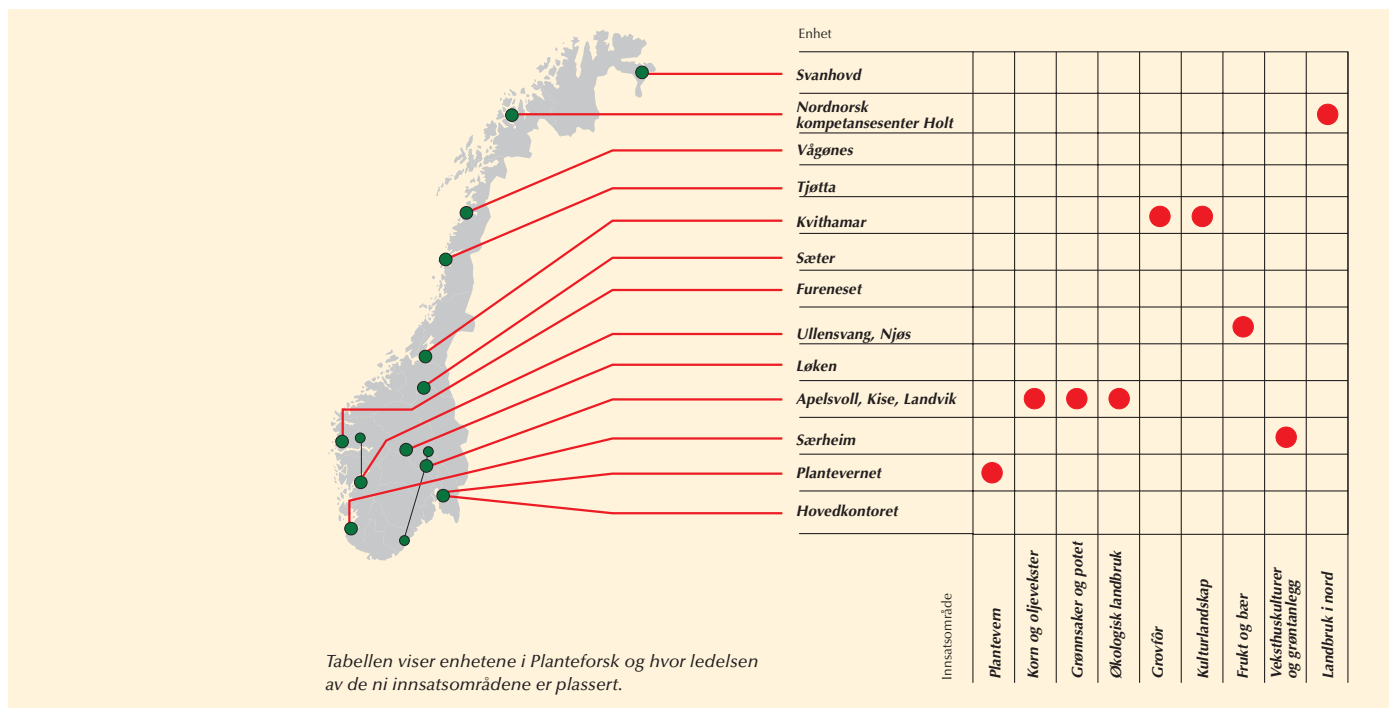 Enhet
Svanhovd
Nordnorsk
kompetansesenter Holt
Vågønes
Tjøtta
Kvithamar
Sæter
Fureneset
Ullensvang, Njøs
Løken
Apelsvoll, Kise, Landvik
Særheim
Plantevernet
Hovedkontoret
Innsatsområde
Plantevern
Korn og oljevekster
Grønnsaker og potet
Økologisk landbruk
Grovfôr
Kulturlandskap
Frukt og bær
Veksthuskulturer
og grøntanlegg
Landbruk i nord
Tabellen viser enhetene i Planteforsk og hvor ledelsen
av de ni innsatsområdene er plassert.